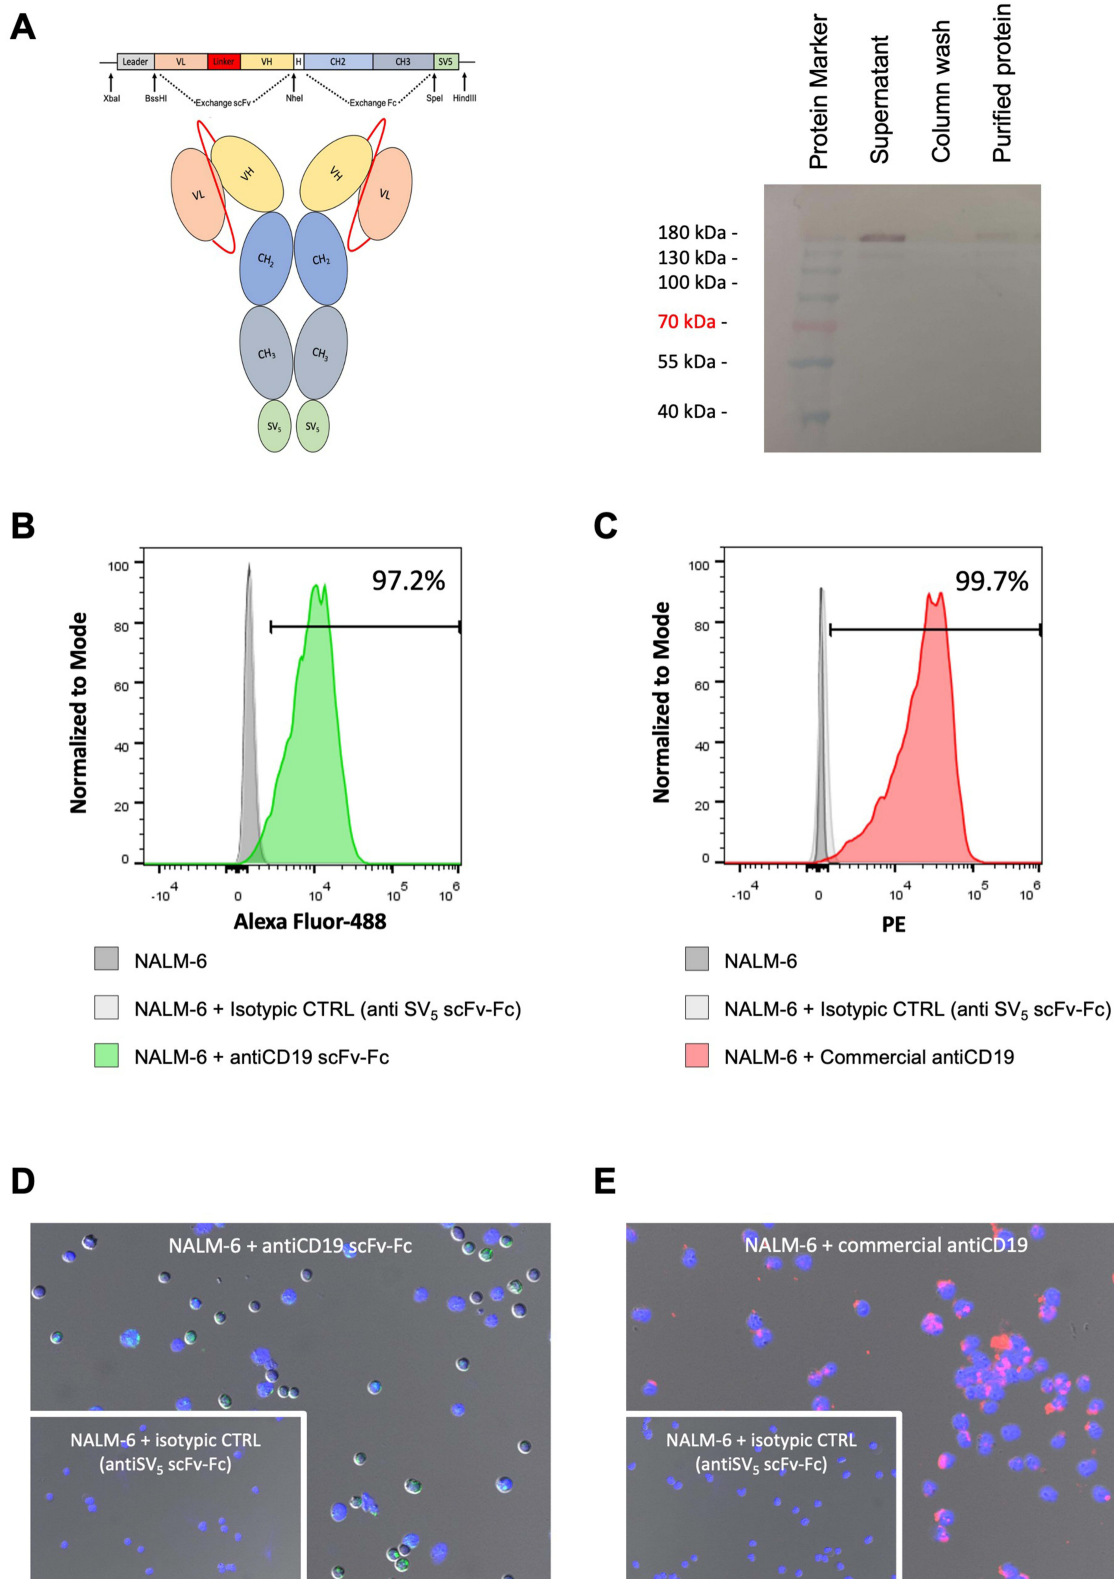 A
Leader VL Linker VH H CH2 CH3 SV5
XbaI BssHI Exchange scFv NheI Exchange Fc SpeI HindIII
VL VH VH VL
CH2 CH2
CH3 CH3
SV5 SV5
Protein Marker Supernatant Column wash Purified protein
180 kDa -
130 kDa -
100 kDa -
70 kDa -
55 kDa -
40 kDa -
B
97.2%
Normalized to Mode
100
80
60
40
20
0
-10^4 0 10^4 10^5 10^6
Alexa Fluor-488
NALM-6
NALM-6 + Isotypic CTRL (anti SV5 scFv-Fc)
NALM-6 + antiCD19 scFv-Fc
C
99.7%
Normalized to Mode
100
80
60
40
20
0
-10^4 0 10^4 10^5 10^6
PE
NALM-6
NALM-6 + Isotypic CTRL (anti SV5 scFv-Fc)
NALM-6 + Commercial antiCD19
D
NALM-6 + antiCD19 scFv-Fc
NALM-6 + isotypic CTRL
(antiSV5 scFv-Fc)
E
NALM-6 + commercial antiCD19
NALM-6 + isotypic CTRL
(antiSV5 scFv-Fc)